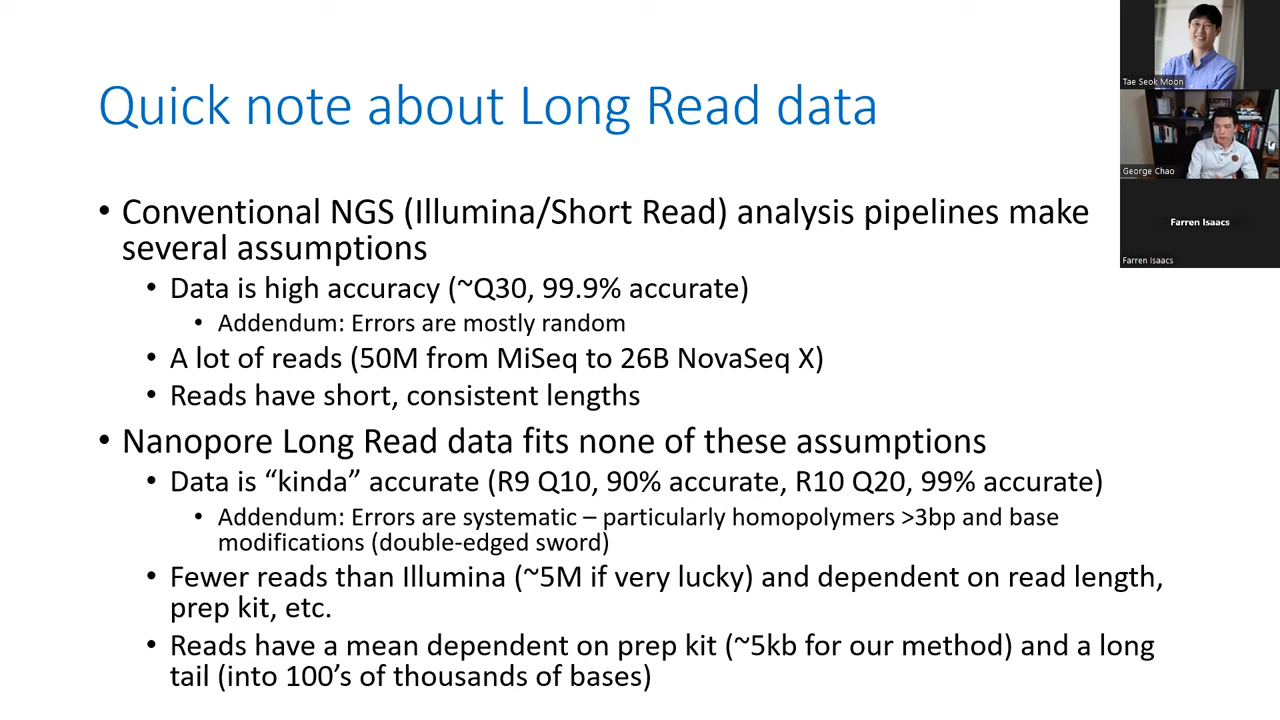 Quick note about Long Read data
• Conventional NGS (Illumina/Short Read) analysis pipelines make
several assumptions
• Data is high accuracy (~Q30, 99.9% accurate)
• Addendum: Errors are mostly random
• A lot of reads (50M from MiSeq to 26B NovaSeq X)
• Reads have short, consistent lengths
• Nanopore Long Read data fits none of these assumptions
• Data is “kinda” accurate (R9 Q10, 90% accurate, R10 Q20, 99% accurate)
• Addendum: Errors are systematic – particularly homopolymers >3bp and base
modifications (double-edged sword)
• Fewer reads than Illumina (~5M if very lucky) and dependent on read length,
prep kit, etc.
• Reads have a mean dependent on prep kit (~5kb for our method) and a long
tail (into 100’s of thousands of bases)
Tae Seok Moon
George Chao
Farren Isaacs
Farren Isaacs